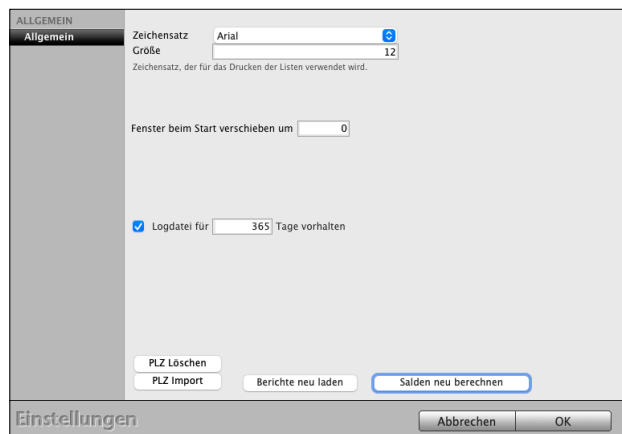 ALLGEMEIN
Allgemein
Zeichensatz Arial
Größe 12
Zeichensatz, der für das Drucken der Listen verwendet wird.
Fenster beim Start verschieben um 0
Logdatei für 365 Tage vorhalten
PLZ Löschen
PLZ Import Berichte neu laden Salden neu berechnen
Einstellungen Abbrechen OK